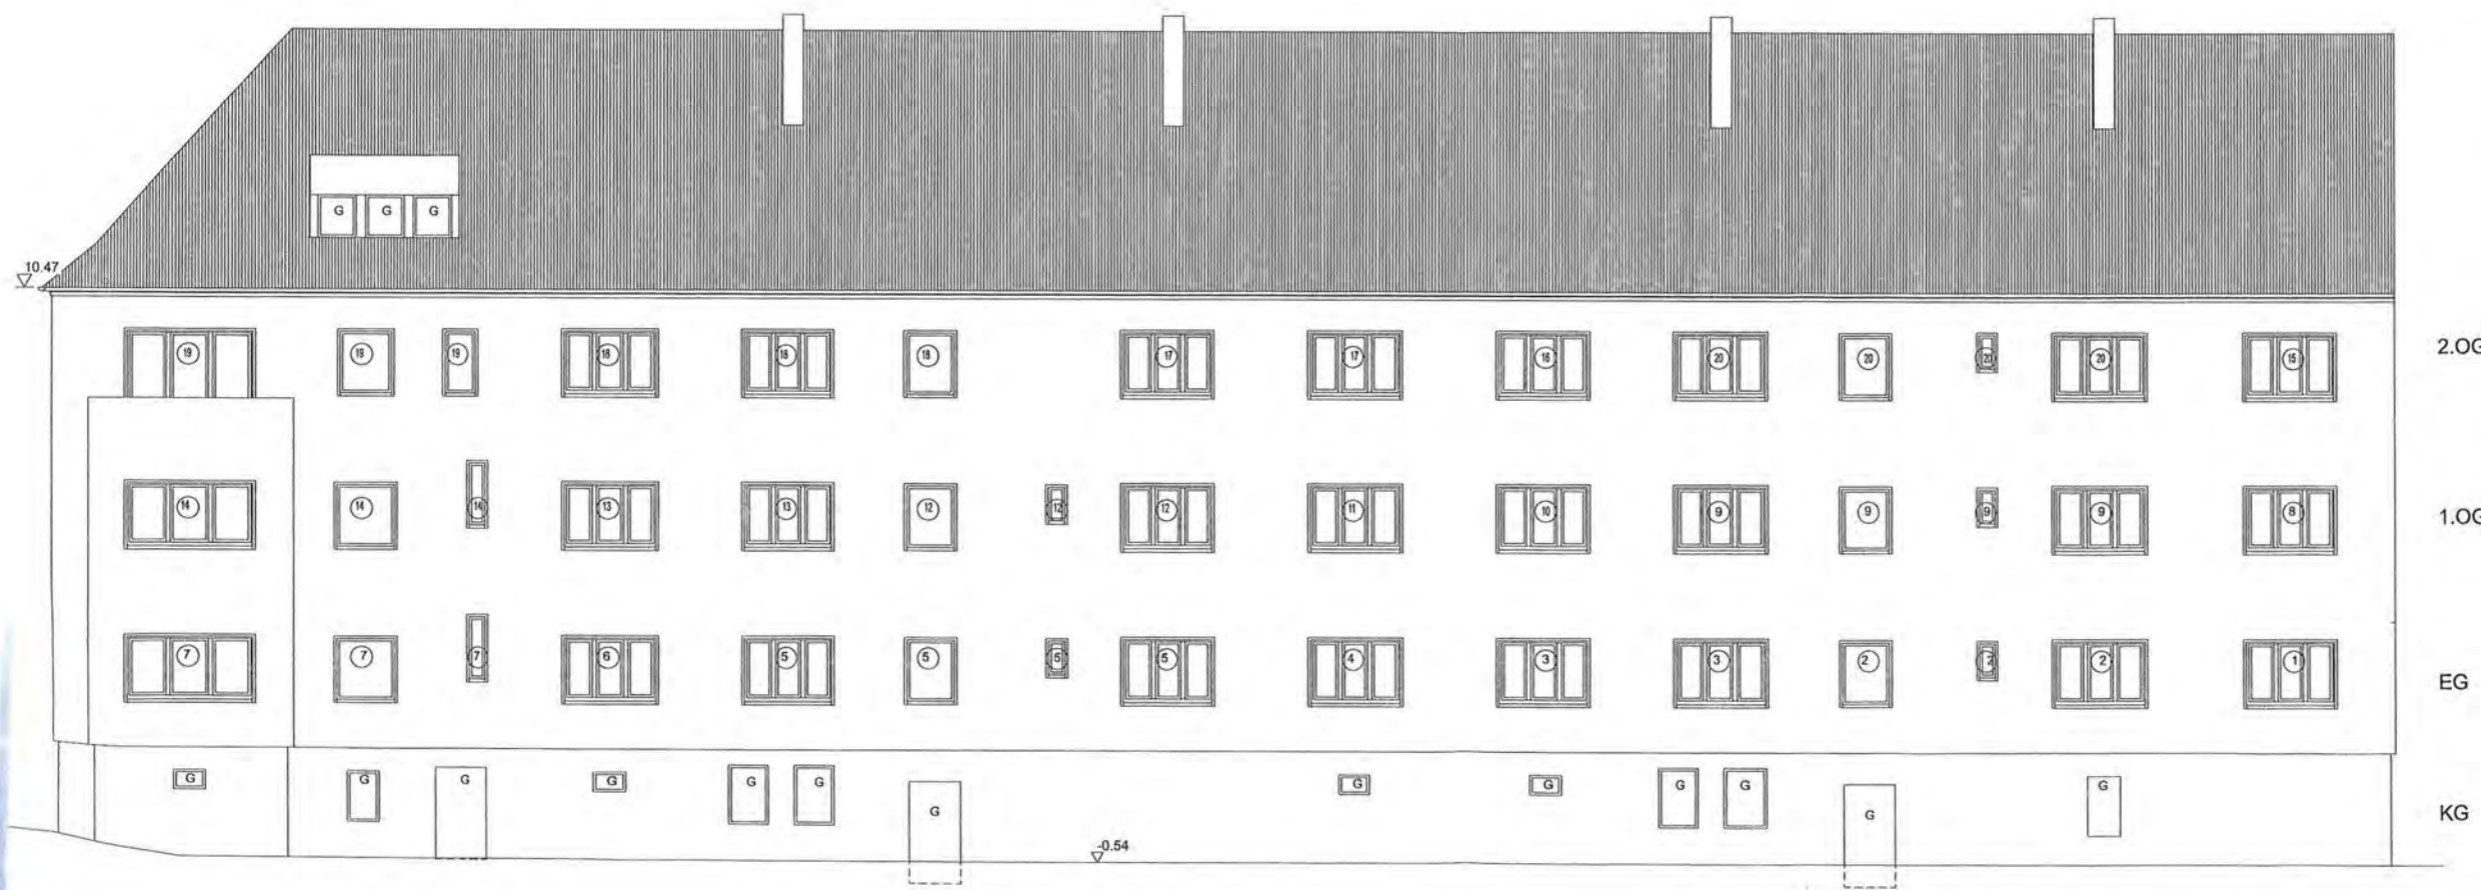 G G G
10.47
19 19 19 18 18 18 17 17 16 20 20 20 20 15 2.OG
14 14 14 13 13 12 12 12 11 10 9 9 9 9 8 1.OG
7 7 7 6 5 5 5 5 4 3 3 2 2 2 1 EG
G G G G G G G G G G G G G KG
-0.54